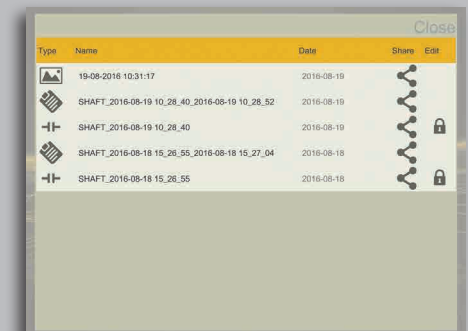 Close
Type Name Date Share Edit
19-08-2016 10:31:17 2016-08-19
SHAFT_2016-08-19 10_28_40_2016-08-19 10_28_52 2016-08-19
SHAFT_2016-08-19 10_28_40 2016-08-19
SHAFT_2016-08-18 15_26_55_2016-08-18 15_27_04 2016-08-18
SHAFT_2016-08-18 15_26_55 2016-08-18